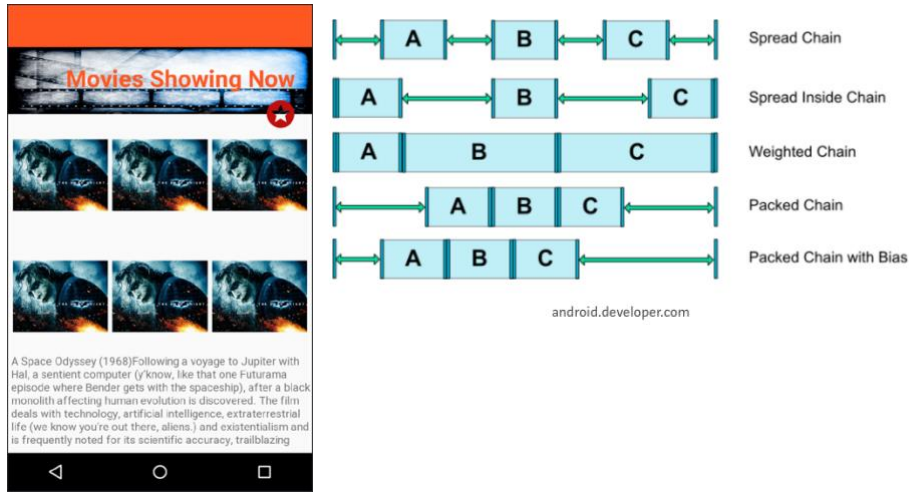 Movies Showing Now
A Space Odyssey (1968)Following a voyage to Jupiter with
Hal, a sentient computer (y'know, like that one Futurama
episode where Bender gets with the spaceship), after a black
monolith affecting human evolution is discovered. The film
deals with technology, artificial intelligence, extraterrestrial
life (we know you're out there, aliens.) and existentialism and
is frequently noted for its scientific accuracy, trailblazing
A B C Spread Chain
A B C Spread Inside Chain
A B C Weighted Chain
A B C Packed Chain
A B C Packed Chain with Bias
android.developer.com